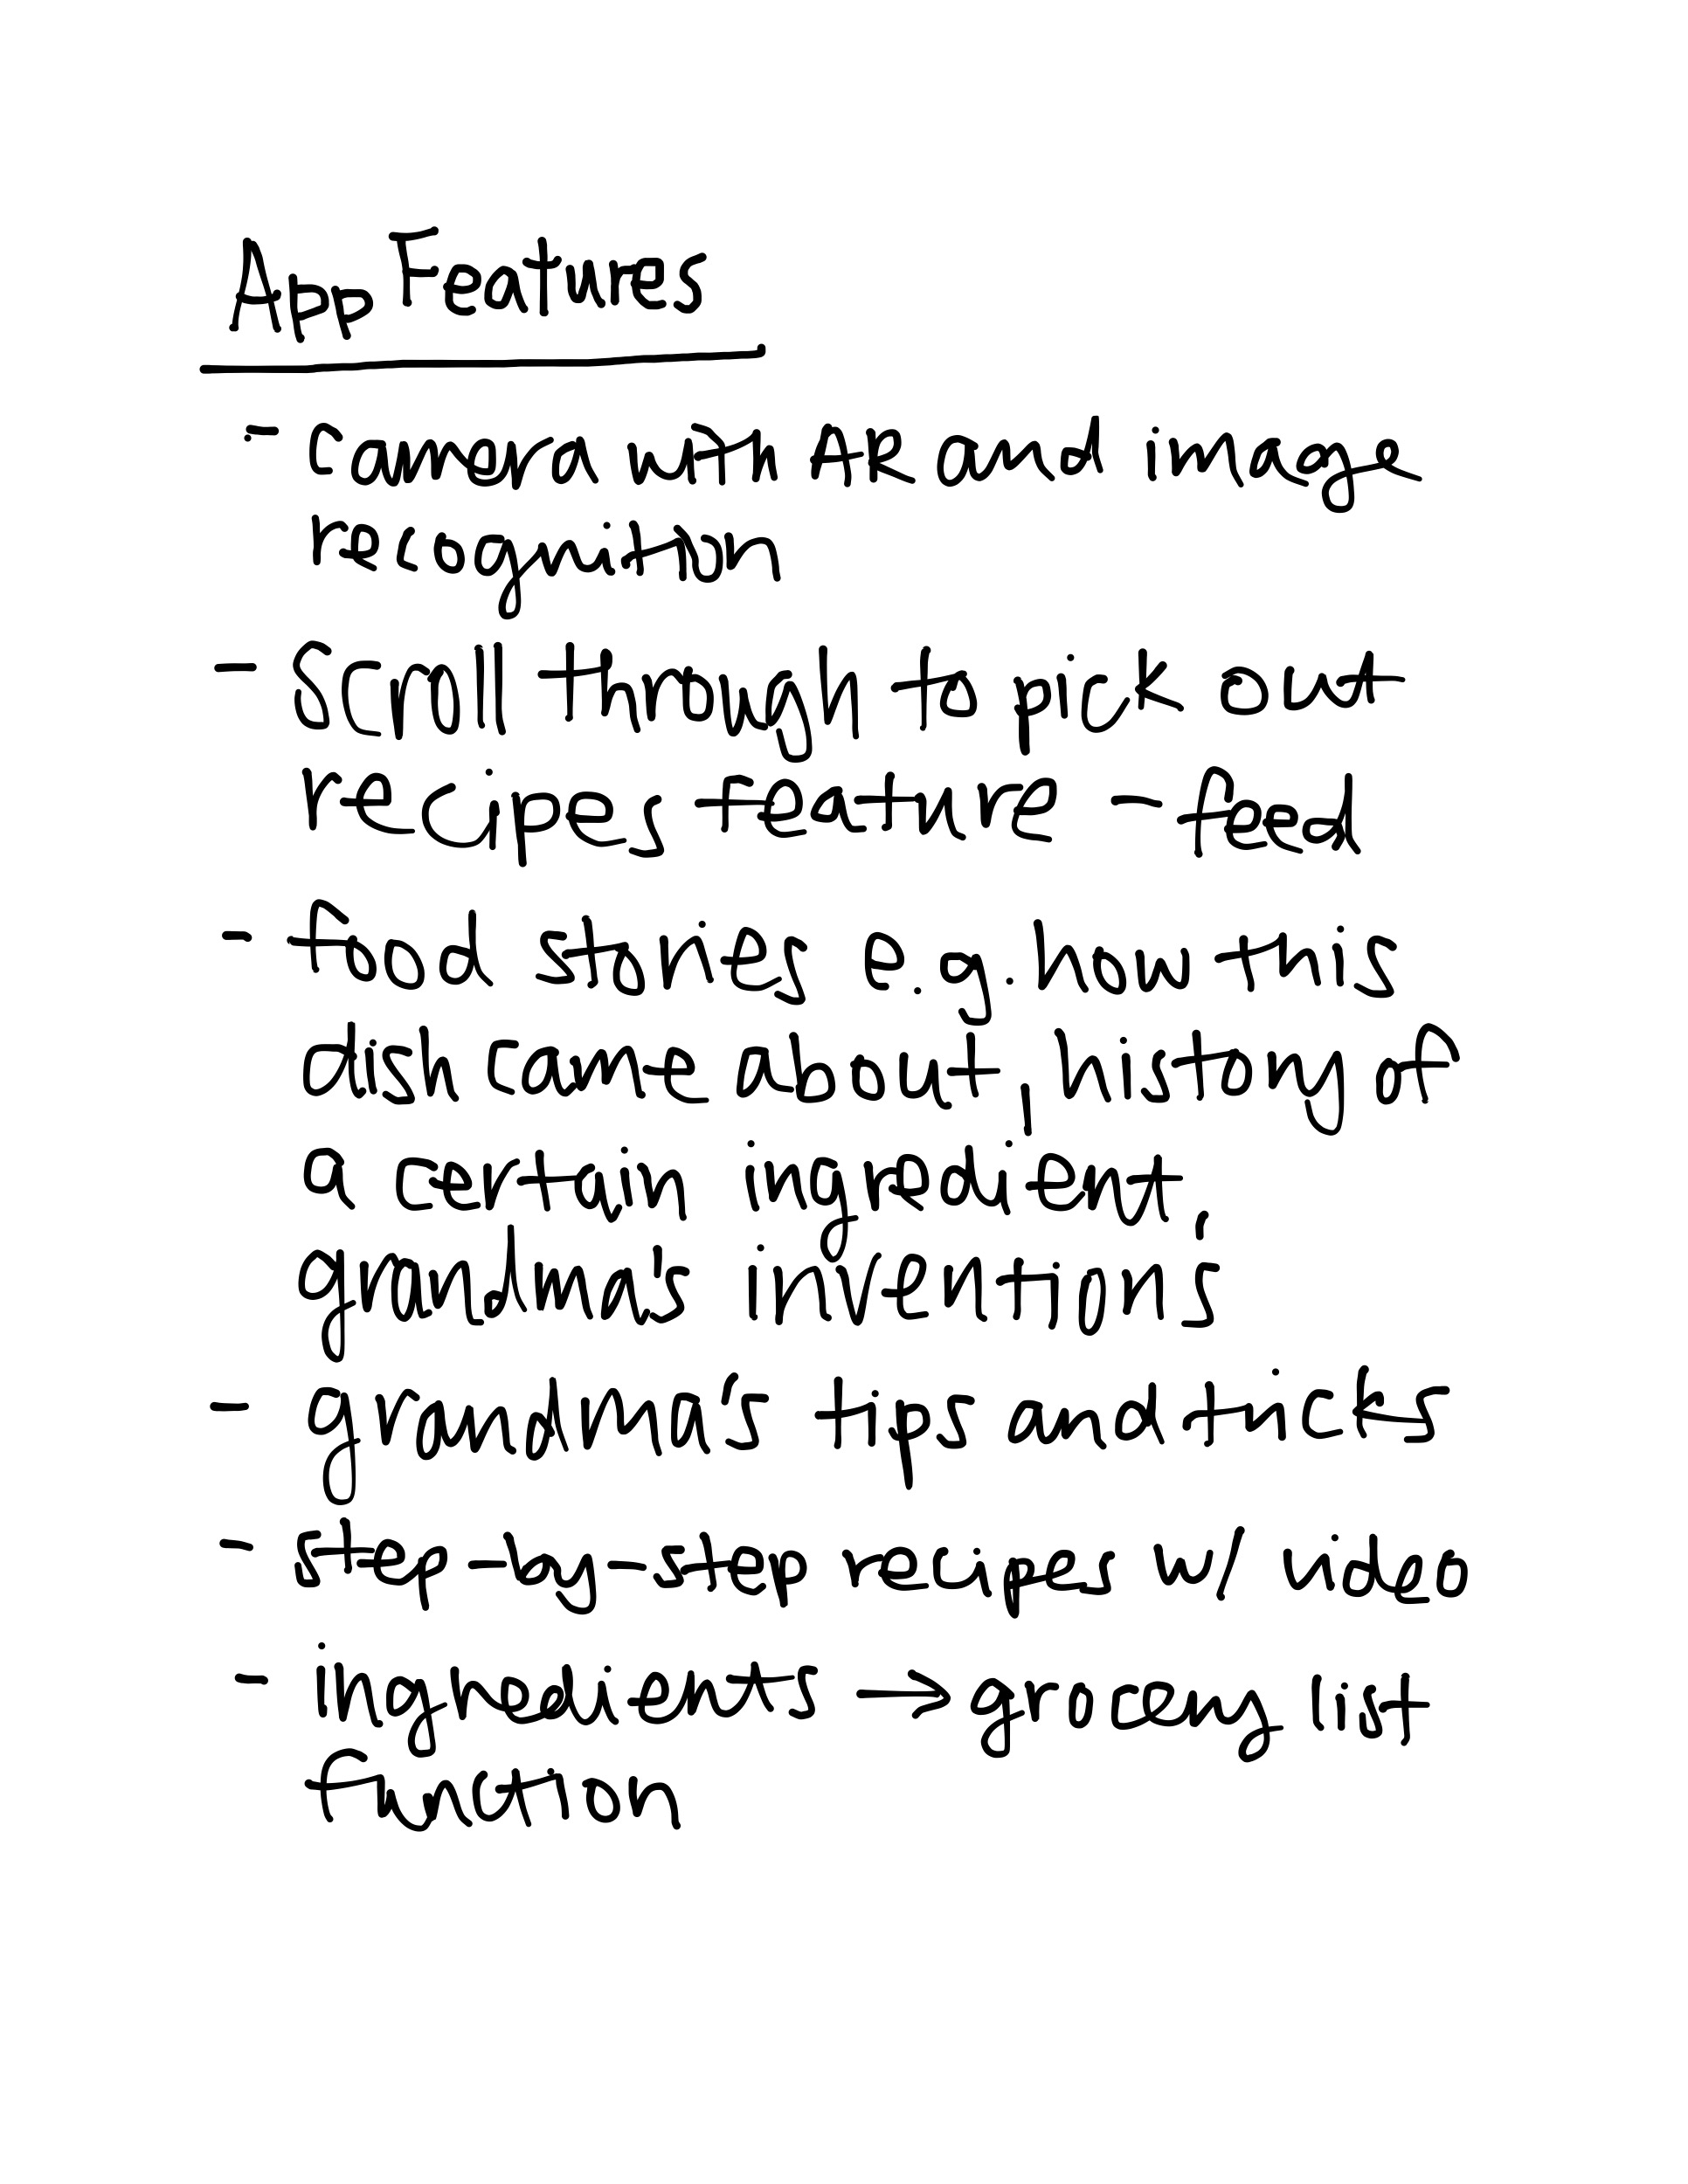 App Features
- camera with AR and image
recognition
- Scroll through to pick out
recipes feature - feed
- food stories e.g. how this
dish came about, history of
a certain ingredient,
grandma's inventions
- grandma's tips and tricks
- step-by-step recipes w/ video
- ingredients → grocery list
function